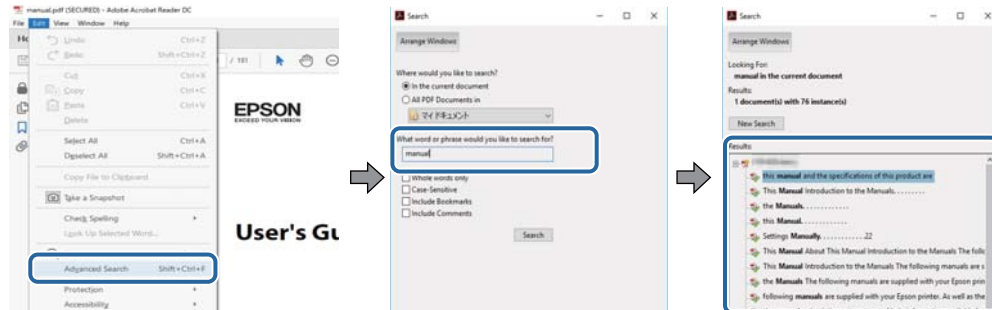 manual.pdf (SECURED) - Adobe Acrobat Reader DC
File Edit View Window Help
Undo Ctrl+Z
Redo Shift+Ctrl+Z
Cut Ctrl+X
Copy Ctrl+C
Paste Ctrl+V
Delete
Select All Ctrl+A
Deselect All Shift+Ctrl+A
Copy File to Clipboard
Take a Snapshot
Check Spelling
Look Up Selected Word...
Advanced Search Shift+Ctrl+F
Protection
Accessibility
/ 181
EPSON
EXCEED YOUR VISION
User's Gu
Search
Arrange Windows
Where would you like to search?
In the current document
All PDF Documents in
マイ ドキュメント
What word or phrase would you like to search for?
manual
Whole words only
Case-Sensitive
Include Bookmarks
Include Comments
Search
Search
Arrange Windows
Looking For:
manual in the current document
Results:
1 document(s) with 76 instance(s)
New Search
Results:
this manual and the specifications of this product are
This Manual Introduction to the Manuals. . . . . . . . .
the Manuals. . . . . . . . . . . . .
this Manual. . . . . . . . . . . . .
Settings Manually. . . . . . . . . . . .22
This Manual About This Manual Introduction to the Manuals The follo
This Manual Introduction to the Manuals The following manuals are s
the Manuals The following manuals are supplied with your Epson prin
following manuals are supplied with your Epson printer. As well as the